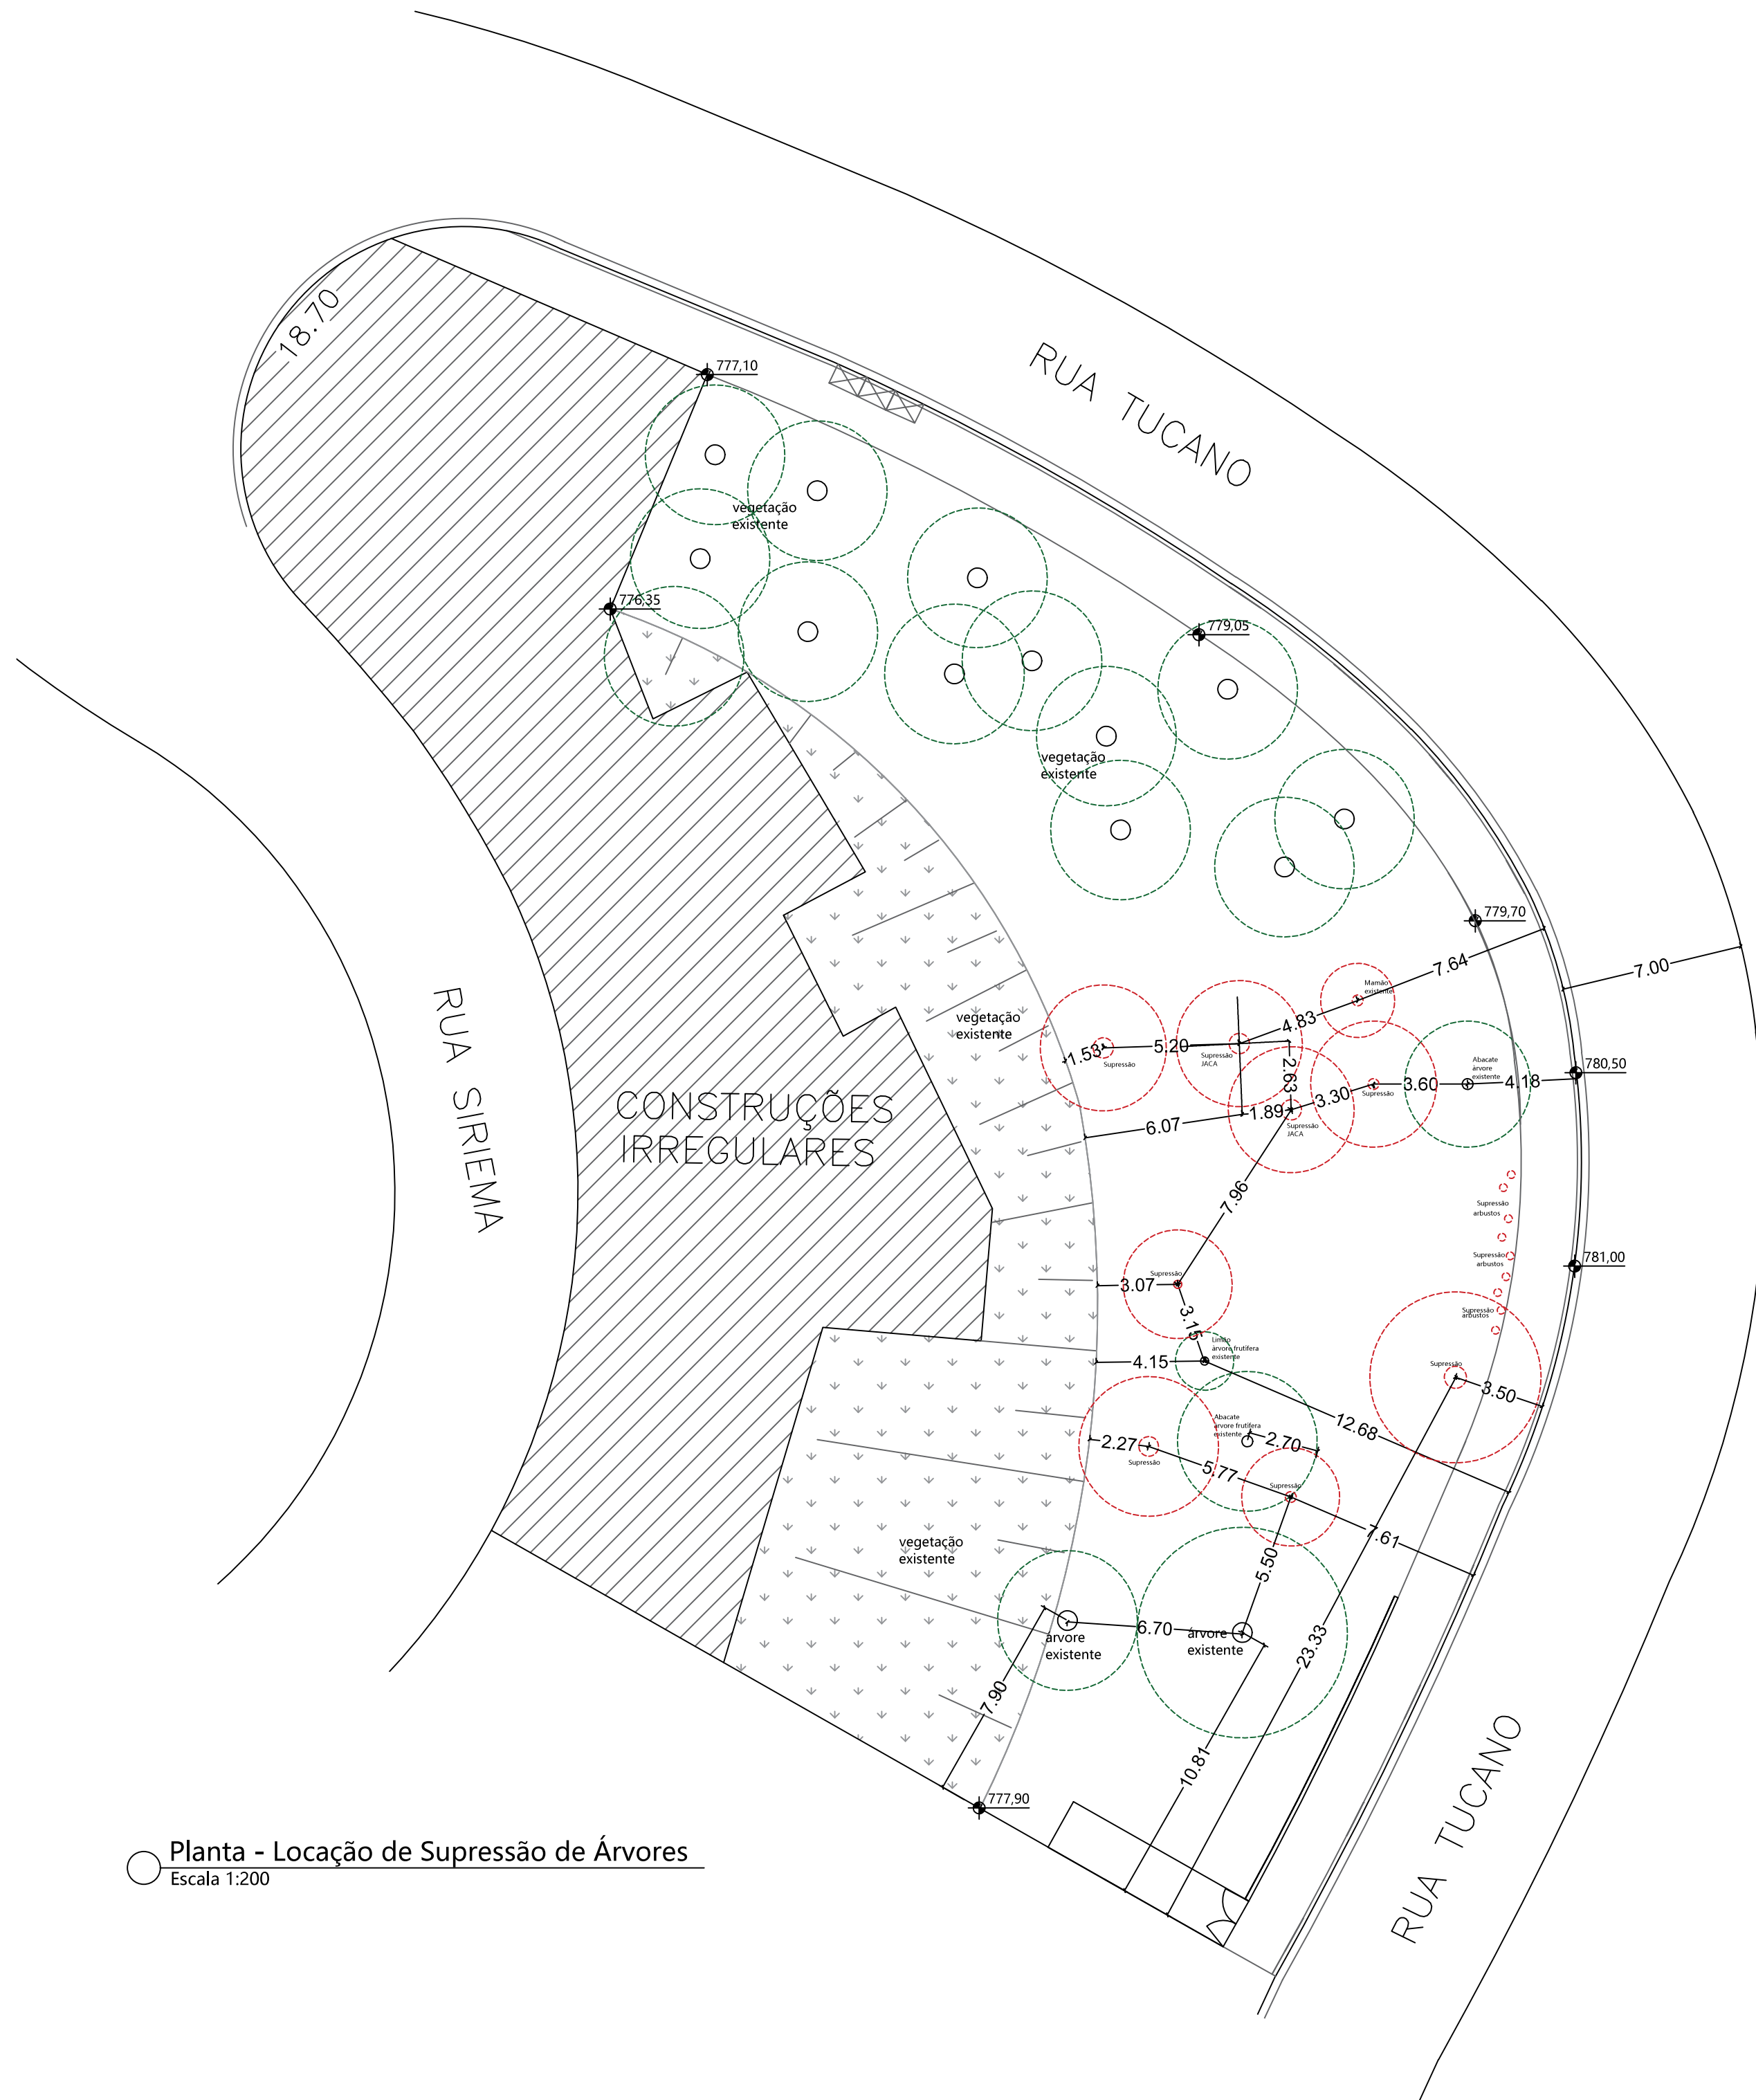 18.70
RUA TUCANO
777,10
vegetação
existente
776,35
779,05
vegetação
existente
779,70
7.64
7.00
Mamão
existente
4.83
vegetação
existente
1.53
5.20
Supressão
Supressão
JACA
2.63
Abacate
árvore
existente
780,50
3.60
4.18
3.30
Supressão
1.89
Supressão
JACA
6.07
RUA SIRIEMA
CONSTRUÇÕES
IRREGULARES
7.96
Supressão
arbustos
Supressão
arbustos
781,00
Supressão
3.07
Supressão
arbustos
3.15
Limão
árvore frutífera
existente
4.15
Supressão
3.50
Abacate
árvore frutífera
existente
2.70
12.68
2.27
Supressão
5.77
Supressão
7.61
vegetação
existente
5.50
6.70
árvore
existente
árvore
existente
23.33
7.90
10.81
777,90
RUA TUCANO
Planta - Locação de Supressão de Árvores
Escala 1:200